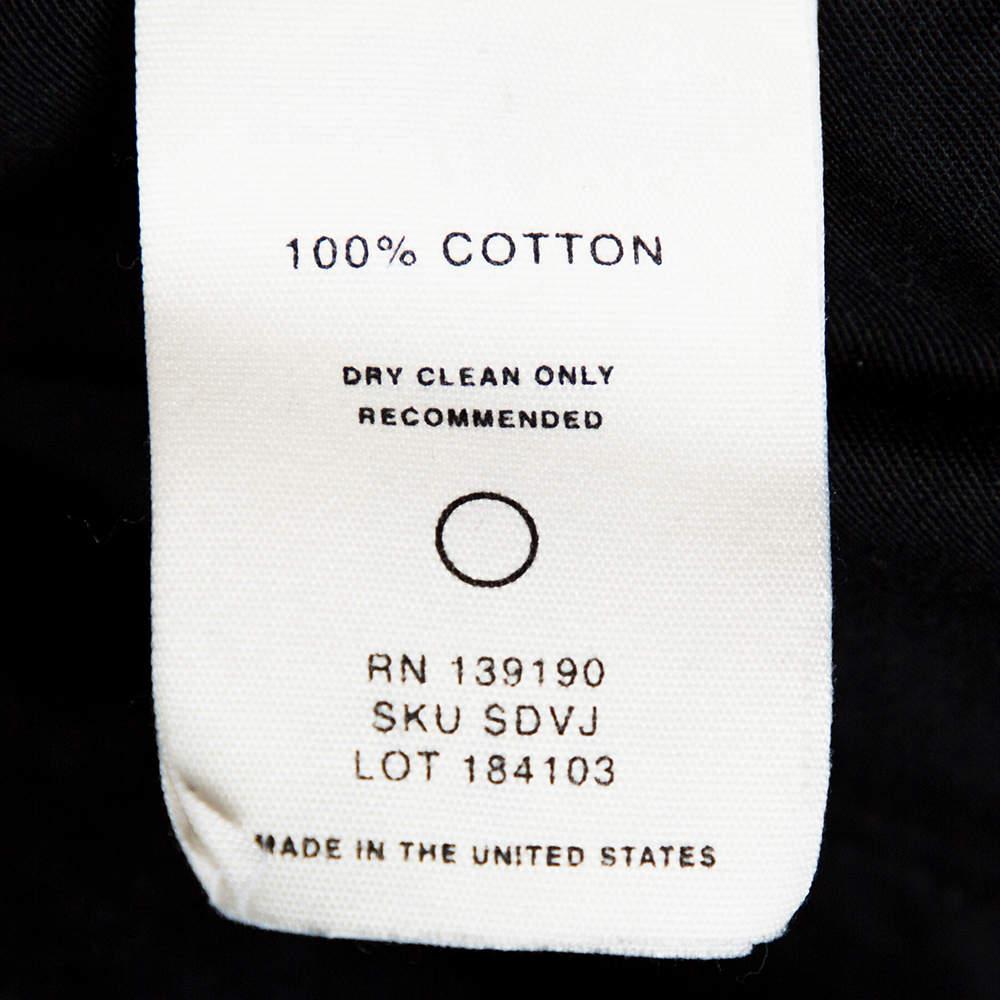 100% COTTON
DRY CLEAN ONLY
RECOMMENDED
RN 139190
SKU SDVJ
LOT 184103
MADE IN THE UNITED STATES